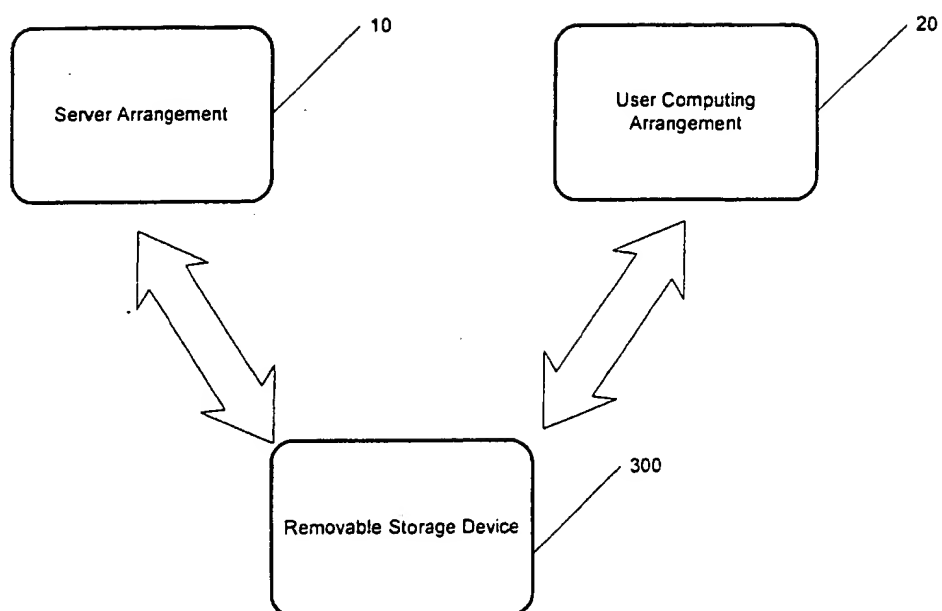 10
20
Server Arrangement
User Computing
Arrangement
300
Removable Storage Device